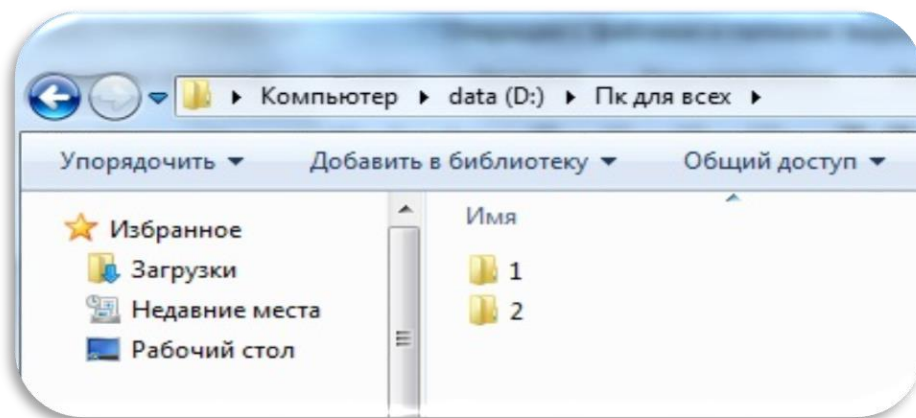 Компьютер ▸ data (D:) ▸ Пк для всех ▸
Упорядочить ▾ Добавить в библиотеку ▾ Общий доступ ▾
Избранное
Загрузки
Недавние места
Рабочий стол
Имя
1
2